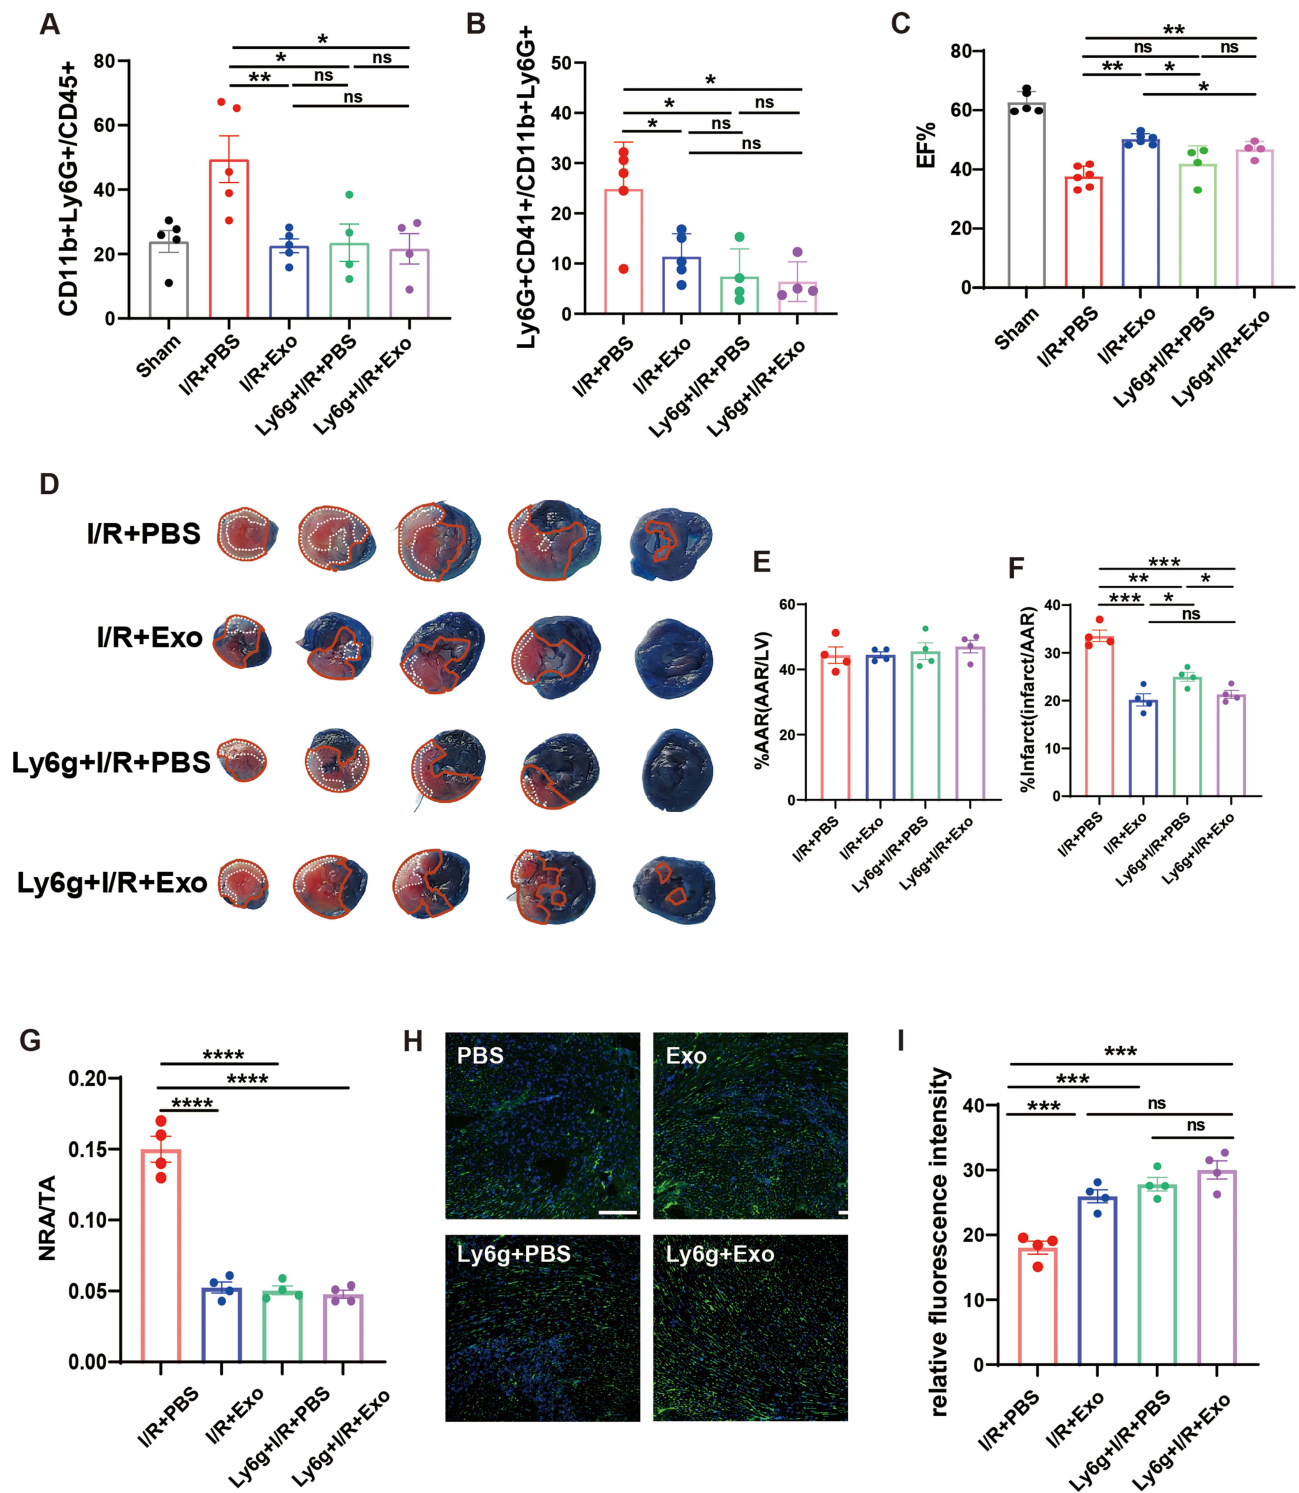 A
CD11b+Ly6G+/CD45+
80
60
40
20
0
*
*
ns
**
ns
ns
Sham
I/R+PBS
I/R+Exo
Ly6g+I/R+PBS
Ly6g+I/R+Exo
B
Ly6G+CD41+/CD11b+Ly6G+
50
40
30
20
10
0
*
*
ns
*
ns
ns
I/R+PBS
I/R+Exo
Ly6g+I/R+PBS
Ly6g+I/R+Exo
C
EF%
80
60
40
20
0
**
ns
ns
**
*
*
Sham
I/R+PBS
I/R+Exo
Ly6g+I/R+PBS
Ly6g+I/R+Exo
D
I/R+PBS
I/R+Exo
Ly6g+I/R+PBS
Ly6g+I/R+Exo
E
%AAR(AAR/LV)
60
40
20
0
I/R+PBS
I/R+Exo
Ly6g+I/R+PBS
Ly6g+I/R+Exo
F
%Infarct(infarct/AAR)
40
30
20
10
0
***
**
*
***
*
ns
I/R+PBS
I/R+Exo
Ly6g+I/R+PBS
Ly6g+I/R+Exo
G
NRA/TA
0.20
0.15
0.10
0.05
0.00
****
****
****
I/R+PBS
I/R+Exo
Ly6g+I/R+PBS
Ly6g+I/R+Exo
H
PBS
Exo
Ly6g+PBS
Ly6g+Exo
I
relative fluorescence intensity
40
30
20
10
0
***
***
***
ns
ns
I/R+PBS
I/R+Exo
Ly6g+I/R+PBS
Ly6g+I/R+Exo